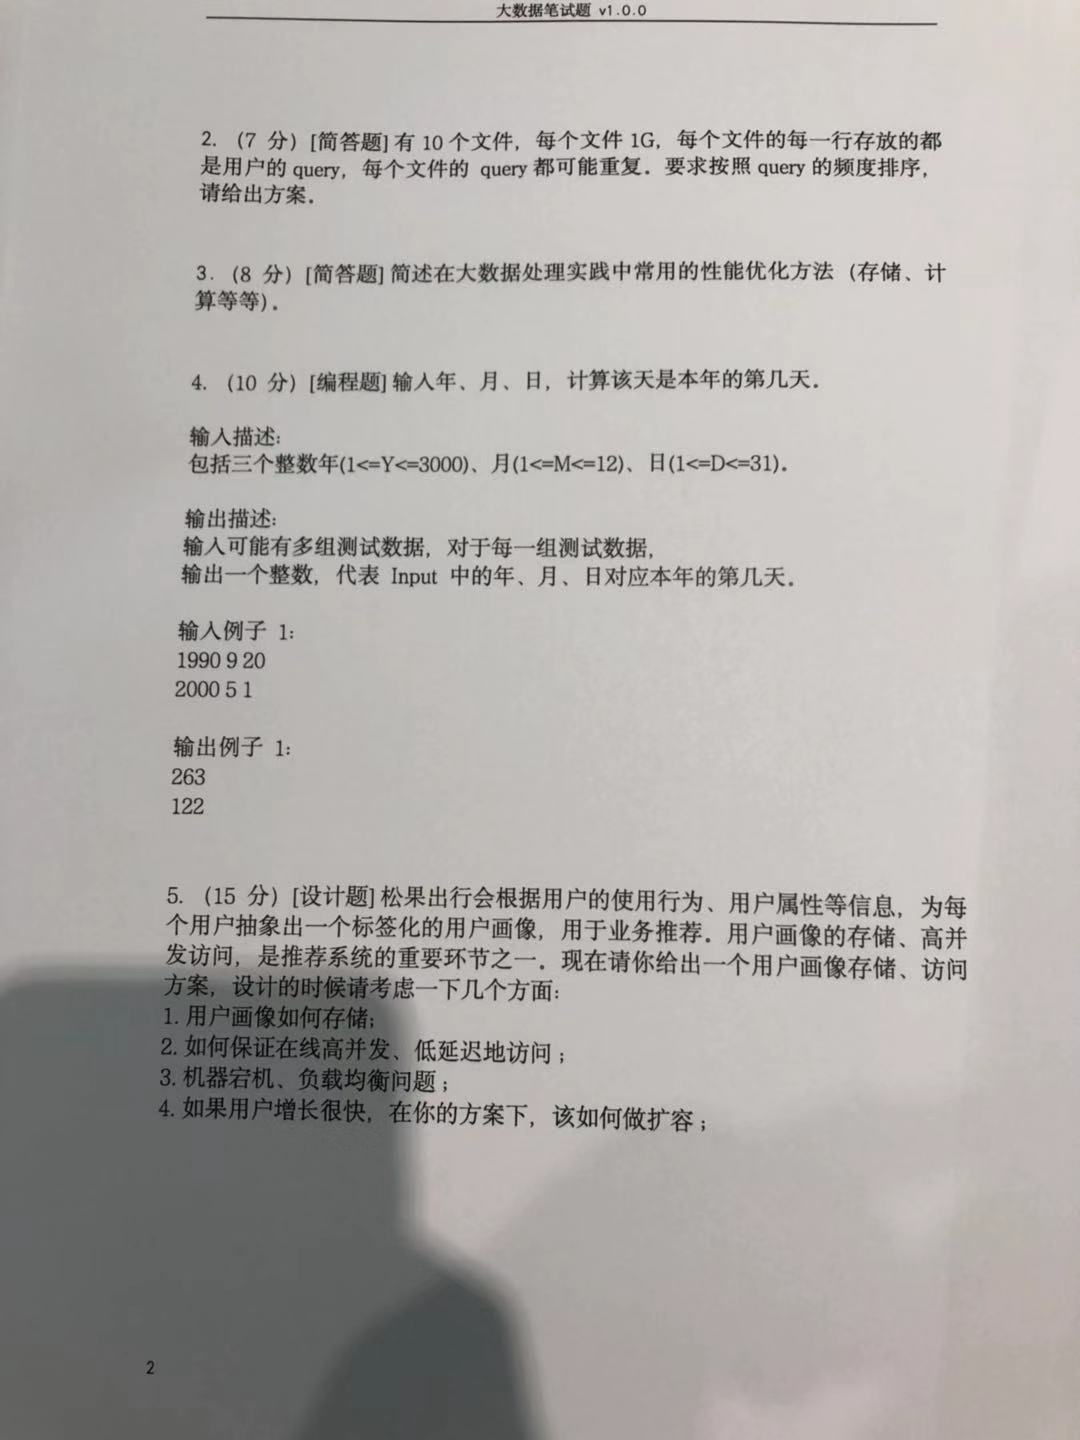 大数据笔试题 v1.0.0
2. (7 分) [简答题] 有 10 个文件，每个文件 1G，每个文件的每一行存放的都
是用户的 query，每个文件的 query 都可能重复。要求按照 query 的频度排序，
请给出方案。
3. (8 分) [简答题] 简述在大数据处理实践中常用的性能优化方法（存储、计
算等等）。
4. (10 分) [编程题] 输入年、月、日，计算该天是本年的第几天。
输入描述:
包括三个整数年(1<=Y<=3000)、月(1<=M<=12)、日(1<=D<=31)。
输出描述:
输入可能有多组测试数据，对于每一组测试数据，
输出一个整数，代表 Input 中的年、月、日对应本年的第几天。
输入例子 1:
1990 9 20
2000 5 1
输出例子 1:
263
122
5. (15 分) [设计题] 松果出行会根据用户的使用行为、用户属性等信息，为每
个用户抽象出一个标签化的用户画像，用于业务推荐。用户画像的存储、高并
发访问，是推荐系统的重要环节之一。现在请你给出一个用户画像存储、访问
方案，设计的时候请考虑一下几个方面：
1. 用户画像如何存储;
2. 如何保证在线高并发、低延迟地访问；
3. 机器宕机、负载均衡问题；
4. 如果用户增长很快，在你的方案下，该如何做扩容；
2